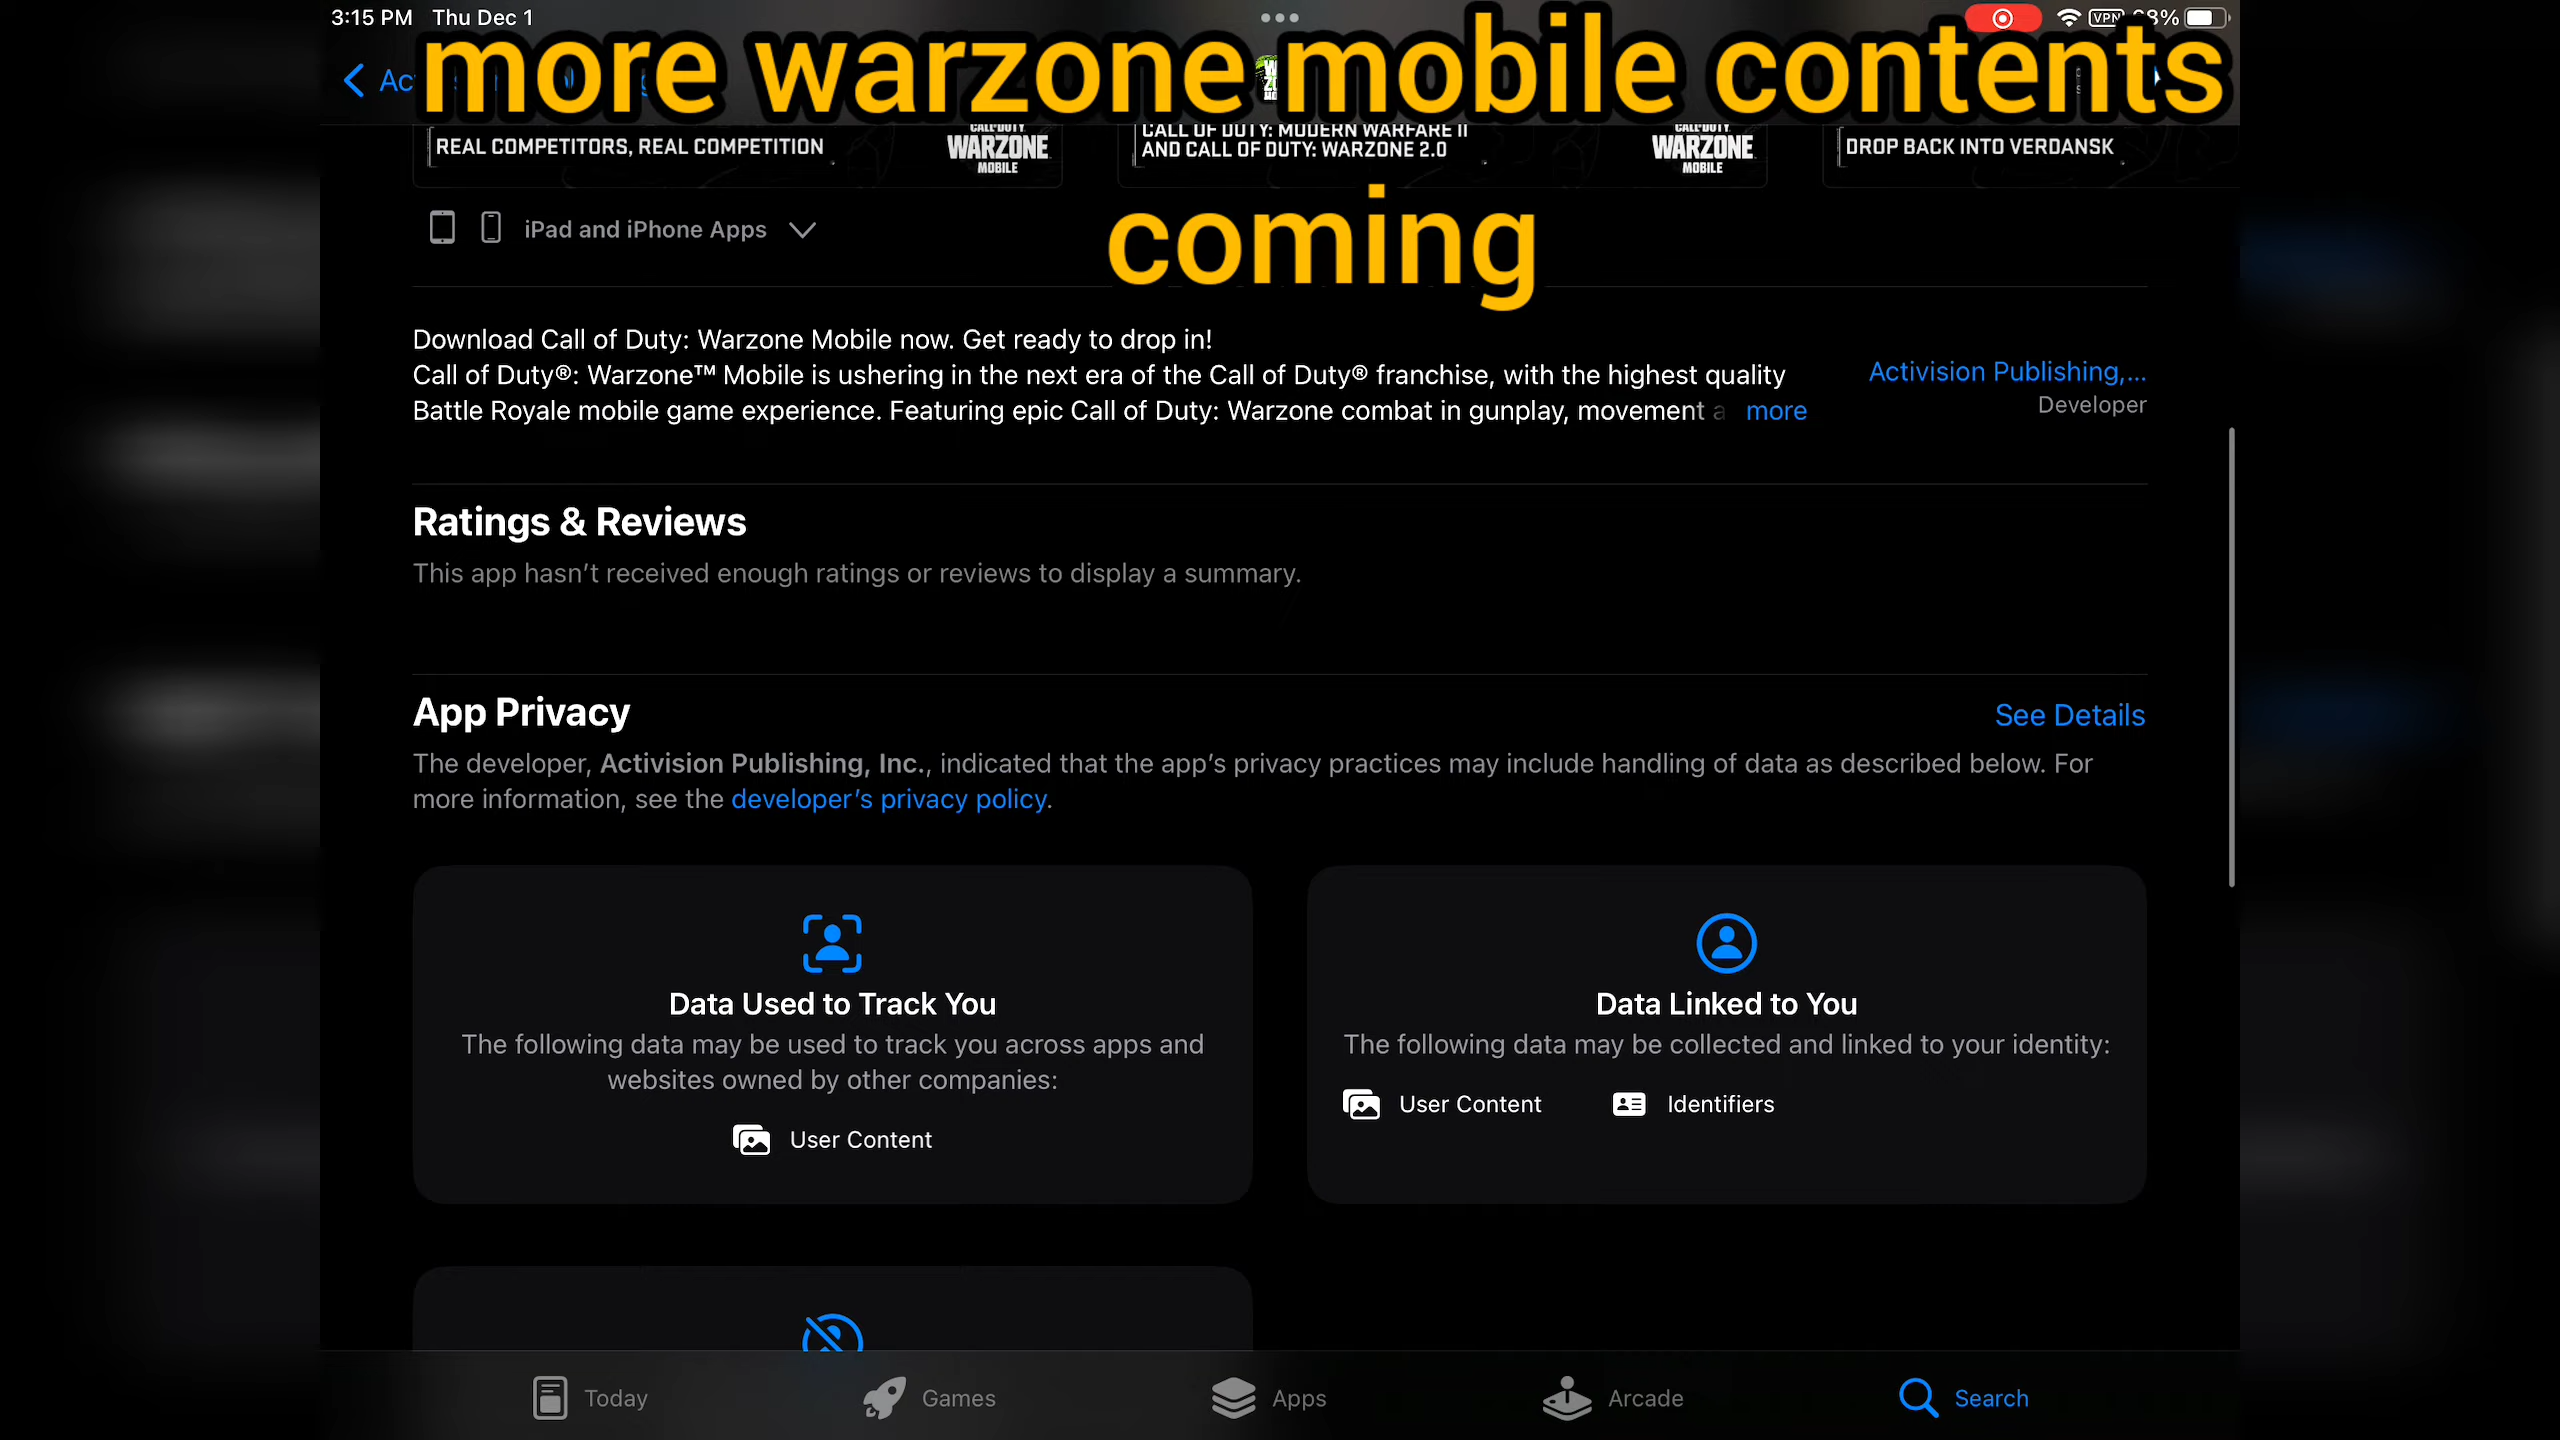 3:15 PM Thu Dec 1
VPN
more warzone mobile contents
coming
REAL COMPETITORS, REAL COMPETITION
CALL OF DUTY
WARZONE
MOBILE
CALL OF DUTY: MODERN WARFARE II
AND CALL OF DUTY: WARZONE 2.0
CALL OF DUTY
WARZONE
MOBILE
DROP BACK INTO VERDANSK
iPad and iPhone Apps
Download Call of Duty: Warzone Mobile now. Get ready to drop in!
Call of Duty®: Warzone™ Mobile is ushering in the next era of the Call of Duty® franchise, with the highest quality
Battle Royale mobile game experience. Featuring epic Call of Duty: Warzone combat in gunplay, movement a more
Activision Publishing,...
Developer
Ratings & Reviews
This app hasn’t received enough ratings or reviews to display a summary.
App Privacy
See Details
The developer, Activision Publishing, Inc., indicated that the app’s privacy practices may include handling of data as described below. For
more information, see the developer’s privacy policy.
Data Used to Track You
The following data may be used to track you across apps and
websites owned by other companies:
User Content
Data Linked to You
The following data may be collected and linked to your identity:
User Content Identifiers
Today Games Apps Arcade Search